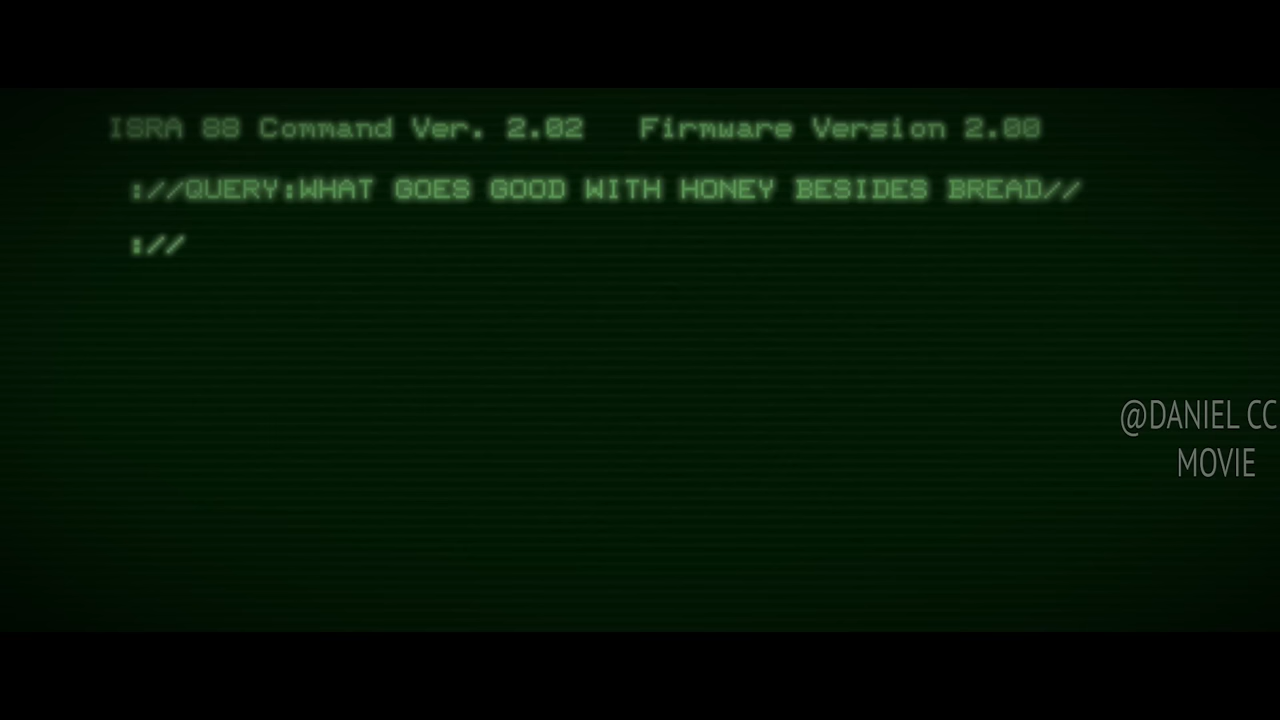 ISRA 88 Command Ver. 2.02   Firmware Version 2.00
://QUERY:WHAT GOES GOOD WITH HONEY BESIDES BREAD//
://
@DANIEL CC
MOVIE